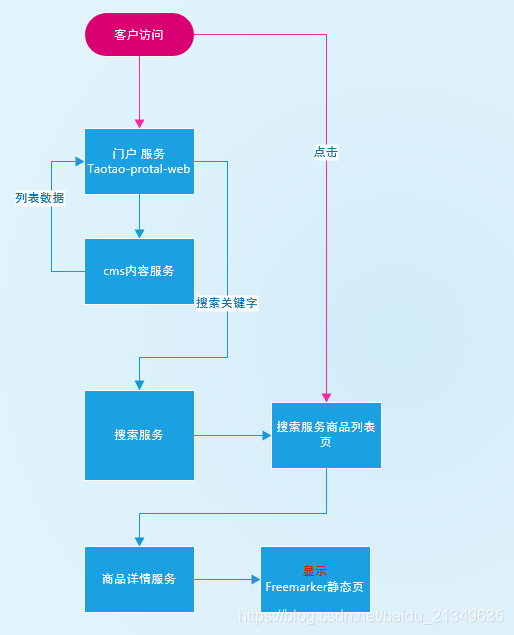 客户访问
点击
门户 服务
Taotao-protal-web
列表数据
cms内容服务
搜索关键字
搜索服务
搜索服务商品列表
页
商品详情服务
显示
Freemarker静态页
https://blog.csdn.net/baidu_21349635